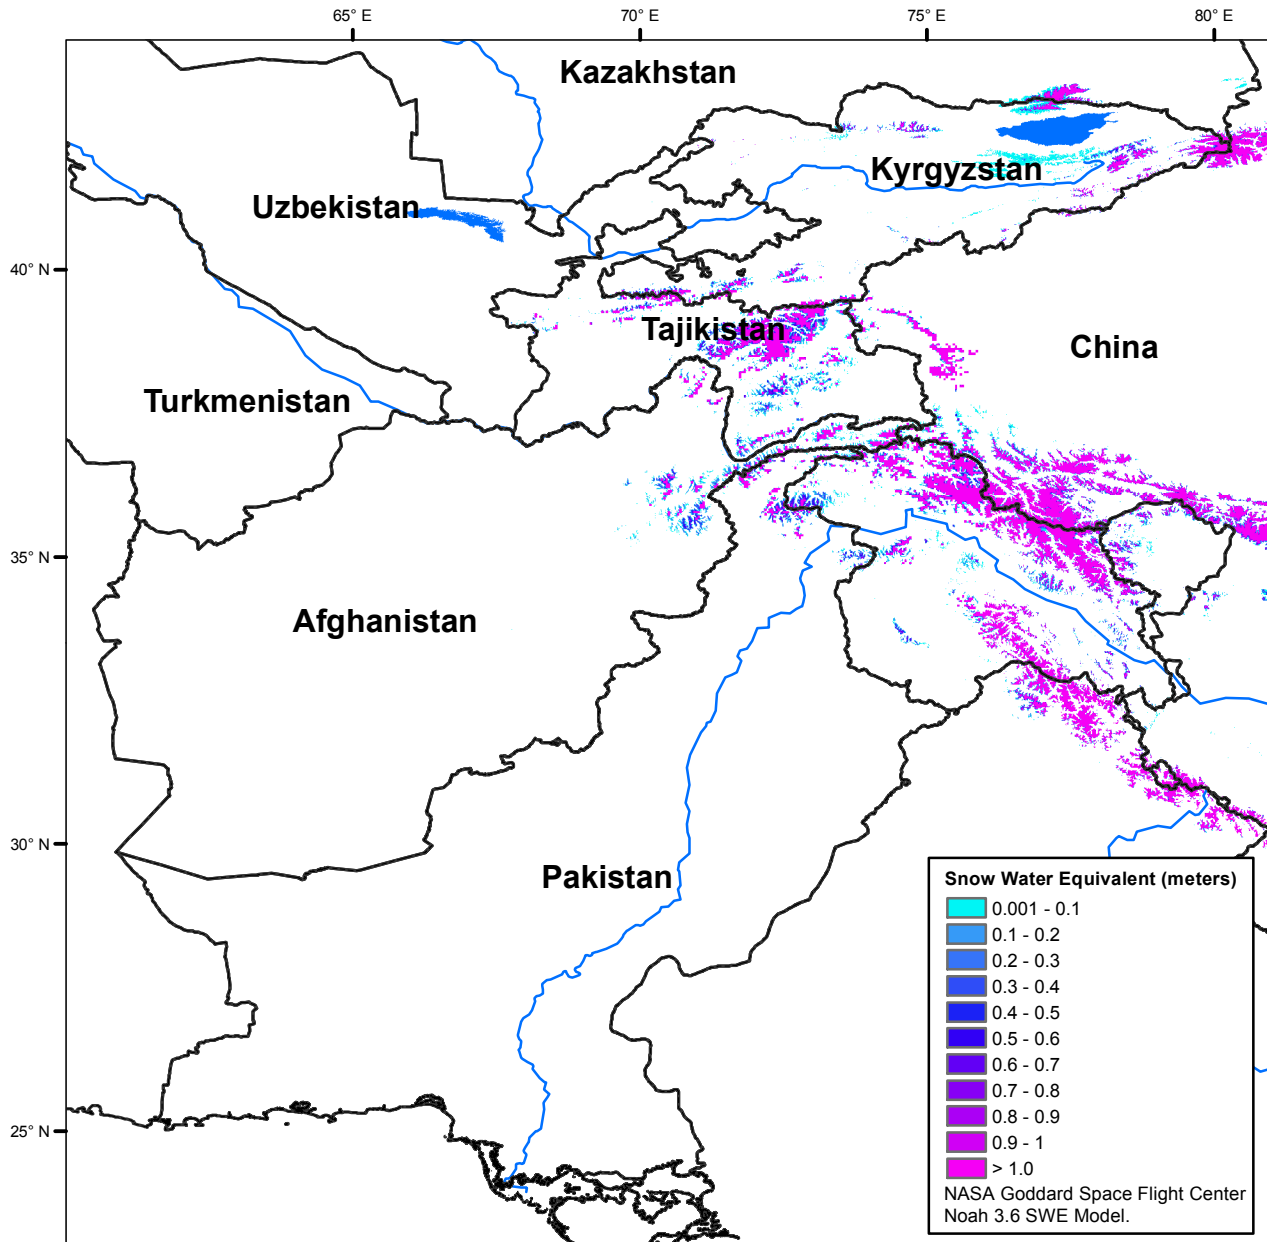 65° E
70° E
75° E
80° E
Kazakhstan
Kyrgyzstan
Uzbekistan
40° N
Tajikistan
China
Turkmenistan
35° N
Afghanistan
30° N
Pakistan
25° N
Snow Water Equivalent (meters)
0.001 - 0.1
0.1 - 0.2
0.2 - 0.3
0.3 - 0.4
0.4 - 0.5
0.5 - 0.6
0.6 - 0.7
0.7 - 0.8
0.8 - 0.9
0.9 - 1
> 1.0
NASA Goddard Space Flight Center
Noah 3.6 SWE Model.